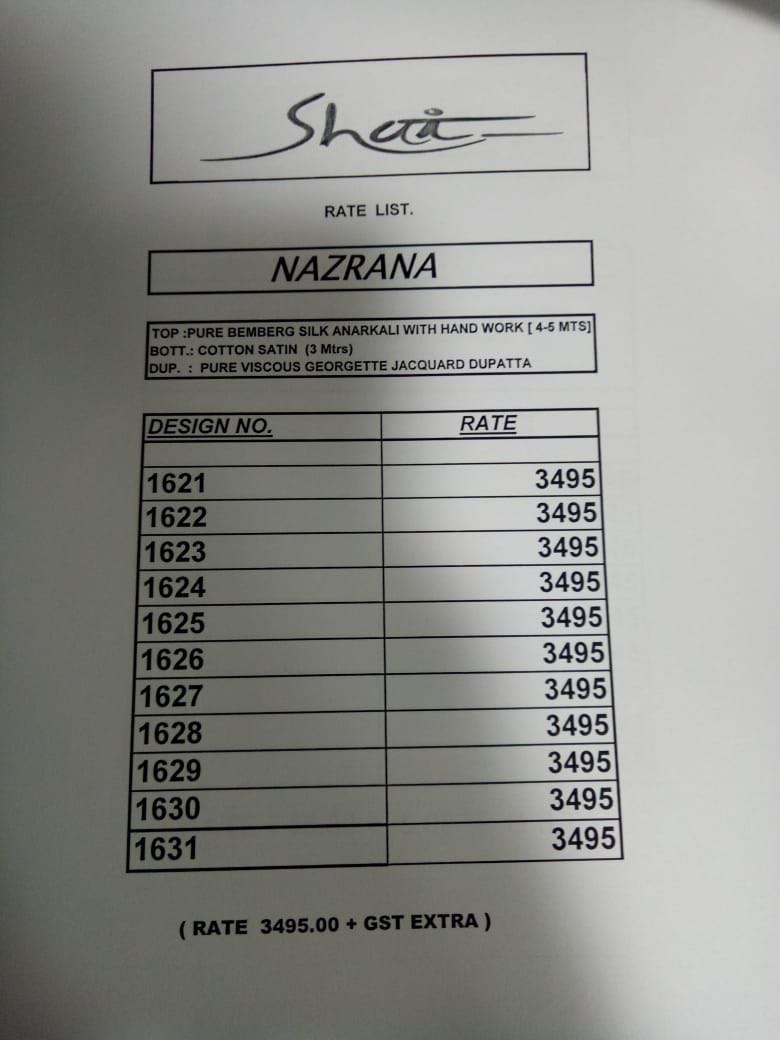 Shai
RATE LIST.
NAZRANA
TOP :PURE BEMBERG SILK ANARKALI WITH HAND WORK [ 4-5 MTS]
BOTT.: COTTON SATIN (3 Mtrs)
DUP. : PURE VISCOUS GEORGETTE JACQUARD DUPATTA
DESIGN NO. RATE
1621 3495
1622 3495
1623 3495
1624 3495
1625 3495
1626 3495
1627 3495
1628 3495
1629 3495
1630 3495
1631 3495
( RATE 3495.00 + GST EXTRA )